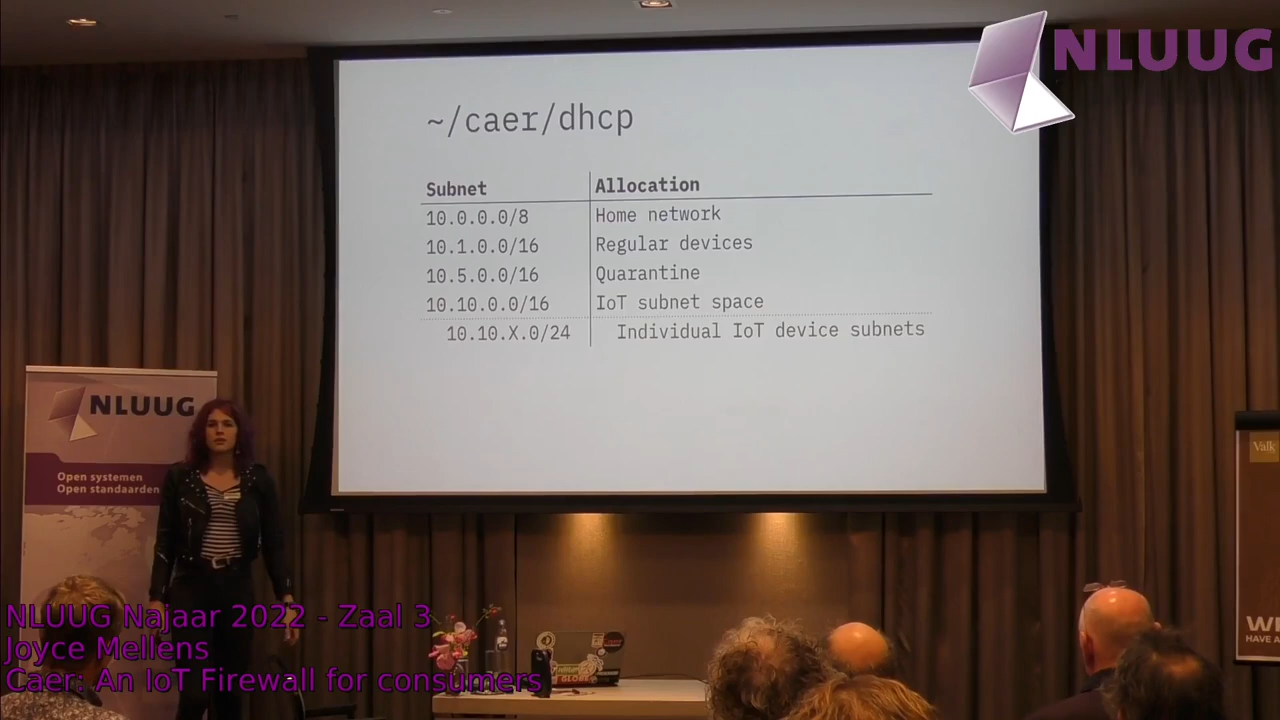 NLUUG
~/caer/dhcp
Subnet Allocation
10.0.0.0/8 Home network
10.1.0.0/16 Regular devices
10.5.0.0/16 Quarantine
10.10.0.0/16 IoT subnet space
10.10.X.0/24 Individual IoT device subnets
NLUUG
Open systemen
Open standaarden
Valk
HAVE A
NLUUG Najaar 2022 - Zaal 3
Joyce Mellens
Caer: An IoT Firewall for consumers